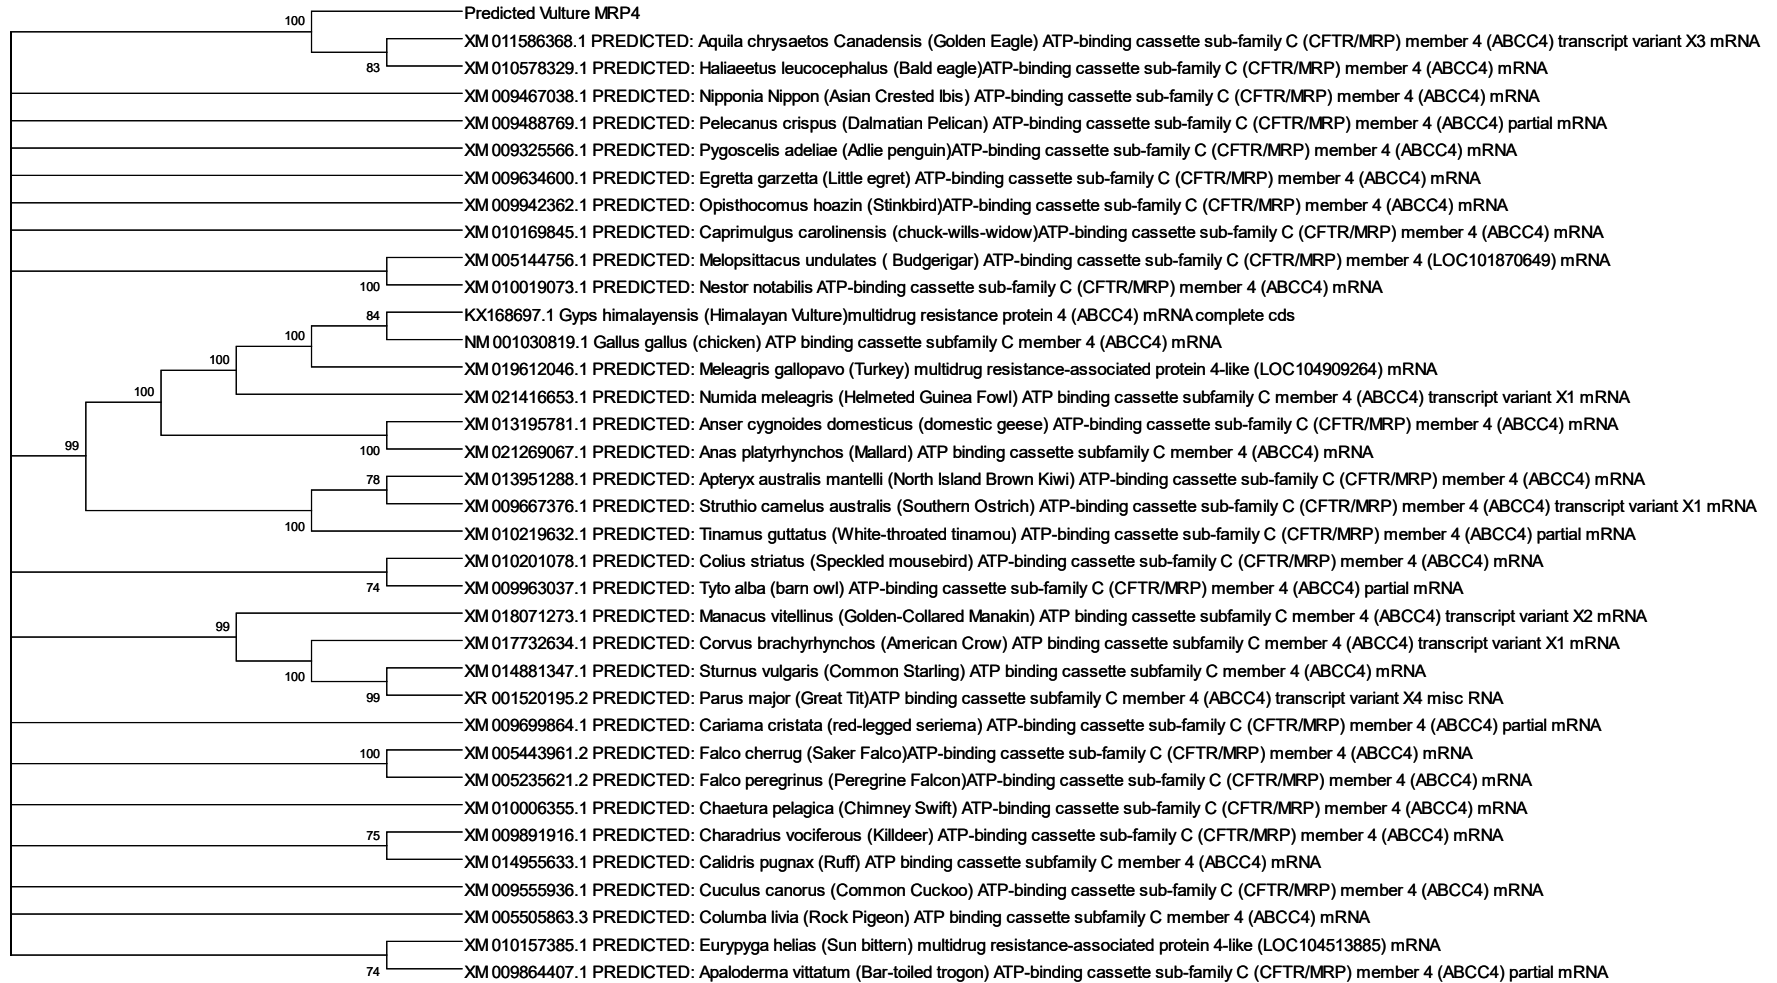 Predicted Vulture MRP4
100
XM 011586368.1 PREDICTED: Aquila chrysaetos Canadensis (Golden Eagle) ATP-binding cassette sub-family C (CFTR/MRP) member 4 (ABCC4) transcript variant X3 mRNA
83
XM 010578329.1 PREDICTED: Haliaeetus leucocephalus (Bald eagle)ATP-binding cassette sub-family C (CFTR/MRP) member 4 (ABCC4) mRNA
XM 009467038.1 PREDICTED: Nipponia Nippon (Asian Crested Ibis) ATP-binding cassette sub-family C (CFTR/MRP) member 4 (ABCC4) mRNA
XM 009488769.1 PREDICTED: Pelecanus crispus (Dalmatian Pelican) ATP-binding cassette sub-family C (CFTR/MRP) member 4 (ABCC4) partial mRNA
XM 009325566.1 PREDICTED: Pygoscelis adeliae (Adlie penguin)ATP-binding cassette sub-family C (CFTR/MRP) member 4 (ABCC4) mRNA
XM 009634600.1 PREDICTED: Egretta garzetta (Little egret) ATP-binding cassette sub-family C (CFTR/MRP) member 4 (ABCC4) mRNA
XM 009942362.1 PREDICTED: Opisthocomus hoazin (Stinkbird)ATP-binding cassette sub-family C (CFTR/MRP) member 4 (ABCC4) mRNA
XM 010169845.1 PREDICTED: Caprimulgus carolinensis (chuck-wills-widow)ATP-binding cassette sub-family C (CFTR/MRP) member 4 (ABCC4) mRNA
XM 005144756.1 PREDICTED: Melopsittacus undulates ( Budgerigar) ATP-binding cassette sub-family C (CFTR/MRP) member 4 (LOC101870649) mRNA
100
XM 010019073.1 PREDICTED: Nestor notabilis ATP-binding cassette sub-family C (CFTR/MRP) member 4 (ABCC4) mRNA
84
KX168697.1 Gyps himalayensis (Himalayan Vulture)multidrug resistance protein 4 (ABCC4) mRNA complete cds
100
NM 001030819.1 Gallus gallus (chicken) ATP binding cassette subfamily C member 4 (ABCC4) mRNA
100
XM 019612046.1 PREDICTED: Meleagris gallopavo (Turkey) multidrug resistance-associated protein 4-like (LOC104909264) mRNA
100
XM 021416653.1 PREDICTED: Numida meleagris (Helmeted Guinea Fowl) ATP binding cassette subfamily C member 4 (ABCC4) transcript variant X1 mRNA
XM 013195781.1 PREDICTED: Anser cygnoides domesticus (domestic geese) ATP-binding cassette sub-family C (CFTR/MRP) member 4 (ABCC4) mRNA
99
100
XM 021269067.1 PREDICTED: Anas platyrhynchos (Mallard) ATP binding cassette subfamily C member 4 (ABCC4) mRNA
78
XM 013951288.1 PREDICTED: Apteryx australis mantelli (North Island Brown Kiwi) ATP-binding cassette sub-family C (CFTR/MRP) member 4 (ABCC4) mRNA
XM 009667376.1 PREDICTED: Struthio camelus australis (Southern Ostrich) ATP-binding cassette sub-family C (CFTR/MRP) member 4 (ABCC4) transcript variant X1 mRNA
100
XM 010219632.1 PREDICTED: Tinamus guttatus (White-throated tinamou) ATP-binding cassette sub-family C (CFTR/MRP) member 4 (ABCC4) partial mRNA
XM 010201078.1 PREDICTED: Colius striatus (Speckled mousebird) ATP-binding cassette sub-family C (CFTR/MRP) member 4 (ABCC4) mRNA
74
XM 009963037.1 PREDICTED: Tyto alba (barn owl) ATP-binding cassette sub-family C (CFTR/MRP) member 4 (ABCC4) partial mRNA
XM 018071273.1 PREDICTED: Manacus vitellinus (Golden-Collared Manakin) ATP binding cassette subfamily C member 4 (ABCC4) transcript variant X2 mRNA
99
XM 017732634.1 PREDICTED: Corvus brachyrhynchos (American Crow) ATP binding cassette subfamily C member 4 (ABCC4) transcript variant X1 mRNA
XM 014881347.1 PREDICTED: Sturnus vulgaris (Common Starling) ATP binding cassette subfamily C member 4 (ABCC4) mRNA
100
99
XR 001520195.2 PREDICTED: Parus major (Great Tit)ATP binding cassette subfamily C member 4 (ABCC4) transcript variant X4 misc RNA
XM 009699864.1 PREDICTED: Cariama cristata (red-legged seriema) ATP-binding cassette sub-family C (CFTR/MRP) member 4 (ABCC4) partial mRNA
100
XM 005443961.2 PREDICTED: Falco cherrug (Saker Falco)ATP-binding cassette sub-family C (CFTR/MRP) member 4 (ABCC4) mRNA
XM 005235621.2 PREDICTED: Falco peregrinus (Peregrine Falcon)ATP-binding cassette sub-family C (CFTR/MRP) member 4 (ABCC4) mRNA
XM 010006355.1 PREDICTED: Chaetura pelagica (Chimney Swift) ATP-binding cassette sub-family C (CFTR/MRP) member 4 (ABCC4) mRNA
75
XM 009891916.1 PREDICTED: Charadrius vociferous (Killdeer) ATP-binding cassette sub-family C (CFTR/MRP) member 4 (ABCC4) mRNA
XM 014955633.1 PREDICTED: Calidris pugnax (Ruff) ATP binding cassette subfamily C member 4 (ABCC4) mRNA
XM 009555936.1 PREDICTED: Cuculus canorus (Common Cuckoo) ATP-binding cassette sub-family C (CFTR/MRP) member 4 (ABCC4) mRNA
XM 005505863.3 PREDICTED: Columba livia (Rock Pigeon) ATP binding cassette subfamily C member 4 (ABCC4) mRNA
XM 010157385.1 PREDICTED: Eurypyga helias (Sun bittern) multidrug resistance-associated protein 4-like (LOC104513885) mRNA
74
XM 009864407.1 PREDICTED: Apaloderma vittatum (Bar-toiled trogon) ATP-binding cassette sub-family C (CFTR/MRP) member 4 (ABCC4) partial mRNA